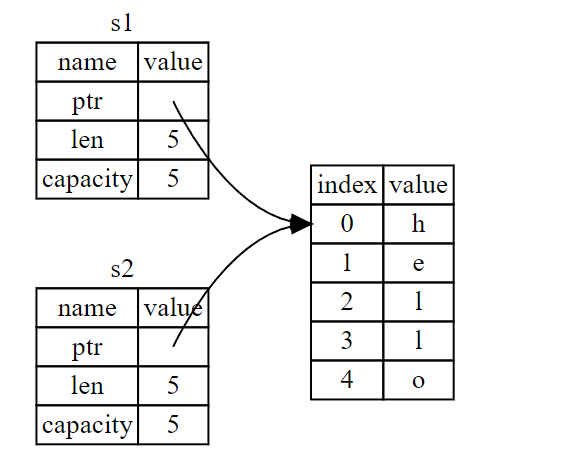 s1
name value
ptr
len 5
capacity 5
index value
0 h
1 e
2 l
3 l
4 o
s2
name value
ptr
len 5
capacity 5